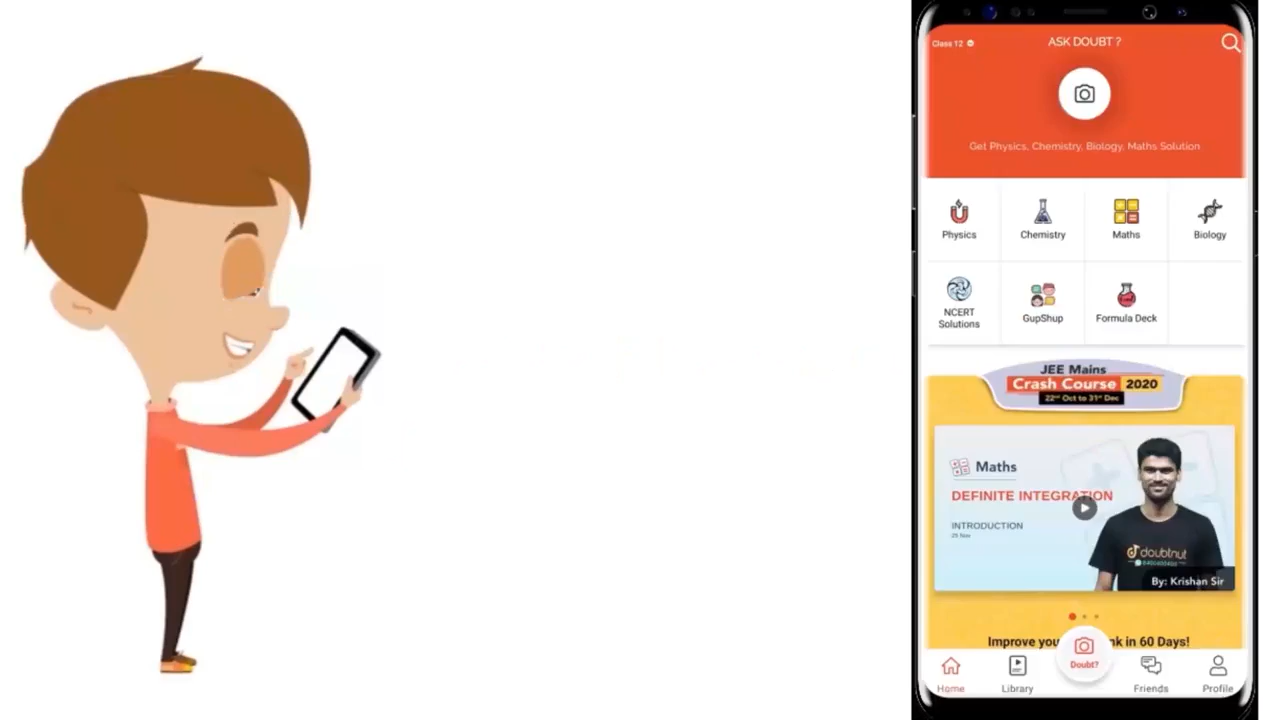 Class 12
ASK DOUBT ?
Get Physics, Chemistry, Biology, Maths Solution
Physics
Chemistry
Maths
Biology
NCERT
Solutions
GupShup
Formula Deck
JEE Mains
Crash Course 2020
22nd Oct to 31st Dec
Maths
DEFINITE INTEGRATION
INTRODUCTION
doubtnut
By: Krishan Sir
Improve you nk in 60 Days!
Doubt?
Home
Library
Friends
Profile